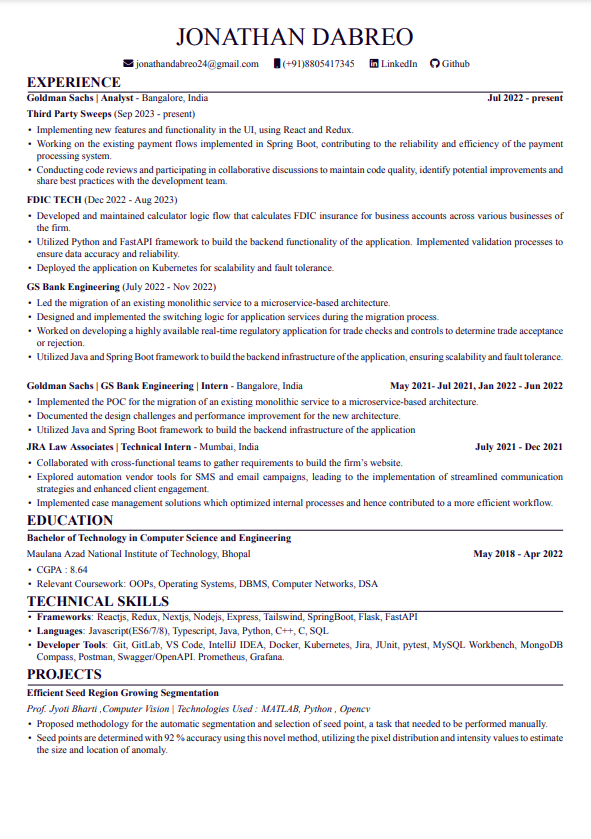 JONATHAN DABREO
jonathandabreo24@gmail.com (+91)8805417345 LinkedIn Github
EXPERIENCE
Goldman Sachs | Analyst - Bangalore, India Jul 2022 - present
Third Party Sweeps (Sep 2023 - present)
• Implementing new features and functionality in the UI, using React and Redux.
• Working on the existing payment flows implemented in Spring Boot, contributing to the reliability and efficiency of the payment
processing system.
• Conducting code reviews and participating in collaborative discussions to maintain code quality, identify potential improvements and
share best practices with the development team.
FDIC TECH (Dec 2022 - Aug 2023)
• Developed and maintained calculator logic flow that calculates FDIC insurance for business accounts across various businesses of
the firm.
• Utilized Python and FastAPI framework to build the backend functionality of the application. Implemented validation processes to
ensure data accuracy and reliability.
• Deployed the application on Kubernetes for scalability and fault tolerance.
GS Bank Engineering (July 2022 - Nov 2022)
• Led the migration of an existing monolithic service to a microservice-based architecture.
• Designed and implemented the switching logic for application services during the migration process.
• Worked on developing a highly available real-time regulatory application for trade checks and controls to determine trade acceptance
or rejection.
• Utilized Java and Spring Boot framework to build the backend infrastructure of the application, ensuring scalability and fault tolerance.
Goldman Sachs | GS Bank Engineering | Intern - Bangalore, India May 2021- Jul 2021, Jan 2022 - Jun 2022
• Implemented the POC for the migration of an existing monolithic service to a microservice-based architecture.
• Documented the design challenges and performance improvement for the new architecture.
• Utilized Java and Spring Boot framework to build the backend infrastructure of the application
JRA Law Associates | Technical Intern - Mumbai, India July 2021 - Dec 2021
• Collaborated with cross-functional teams to gather requirements to build the firm's website.
• Explored automation vendor tools for SMS and email campaigns, leading to the implementation of streamlined communication
strategies and enhanced client engagement.
• Implemented case management solutions which optimized internal processes and hence contributed to a more efficient workflow.
EDUCATION
Bachelor of Technology in Computer Science and Engineering
Maulana Azad National Institute of Technology, Bhopal May 2018 - Apr 2022
• CGPA : 8.64
• Relevant Coursework: OOPs, Operating Systems, DBMS, Computer Networks, DSA
TECHNICAL SKILLS
• Frameworks: Reactjs, Redux, Nextjs, Nodejs, Express, Tailswind, SpringBoot, Flask, FastAPI
• Languages: Javascript(ES6/7/8), Typescript, Java, Python, C++, C, SQL
• Developer Tools: Git, GitLab, VS Code, IntelliJ IDEA, Docker, Kubernetes, Jira, JUnit, pytest, MySQL Workbench, MongoDB
Compass, Postman, Swagger/OpenAPI. Prometheus, Grafana.
PROJECTS
Efficient Seed Region Growing Segmentation
Prof. Jyoti Bharti ,Computer Vision | Technologies Used : MATLAB, Python , Opencv
• Proposed methodology for the automatic segmentation and selection of seed point, a task that needed to be performed manually.
• Seed points are determined with 92 % accuracy using this novel method, utilizing the pixel distribution and intensity values to estimate
the size and location of anomaly.